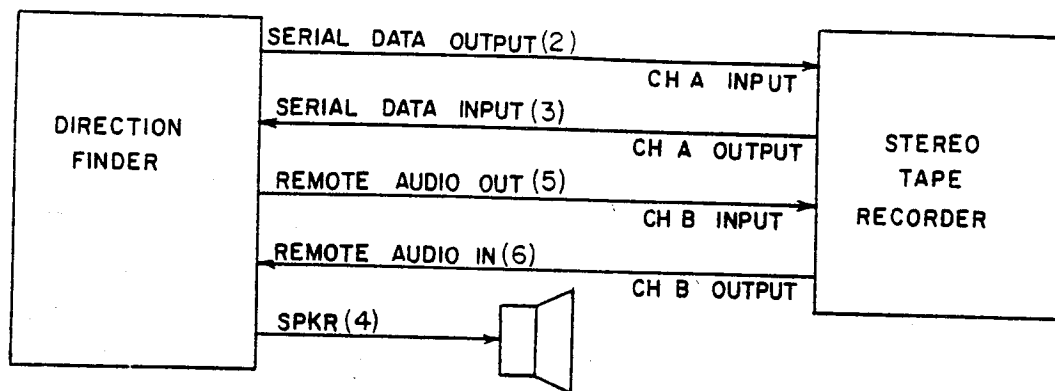 DIRECTION
FINDER
SERIAL DATA OUTPUT(2)
CH A INPUT
SERIAL DATA INPUT(3)
CH A OUTPUT
REMOTE AUDIO OUT (5)
CH B INPUT
REMOTE AUDIO IN(6)
CH B OUTPUT
SPKR(4)
STEREO
TAPE
RECORDER